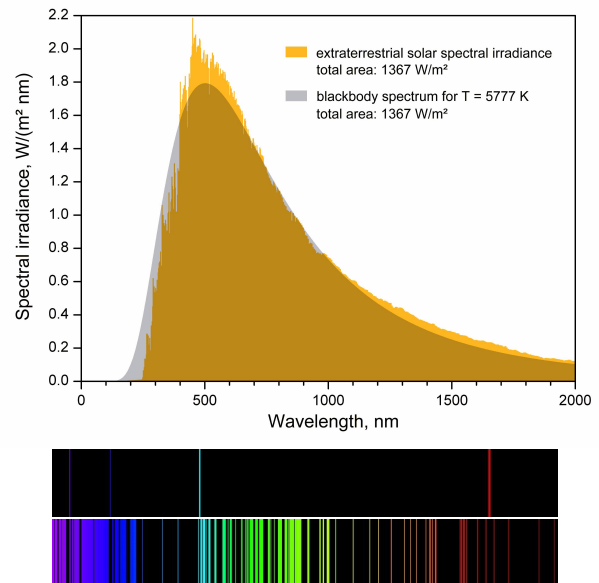 2.2
2.0
1.8
1.6
1.4
1.2
1.0
0.8
0.6
0.4
0.2
0.0
Spectral irradiance, W/(m² nm)
extraterrestrial solar spectral irradiance
total area: 1367 W/m²
blackbody spectrum for T = 5777 K
total area: 1367 W/m²
0 500 1000 1500 2000
Wavelength, nm